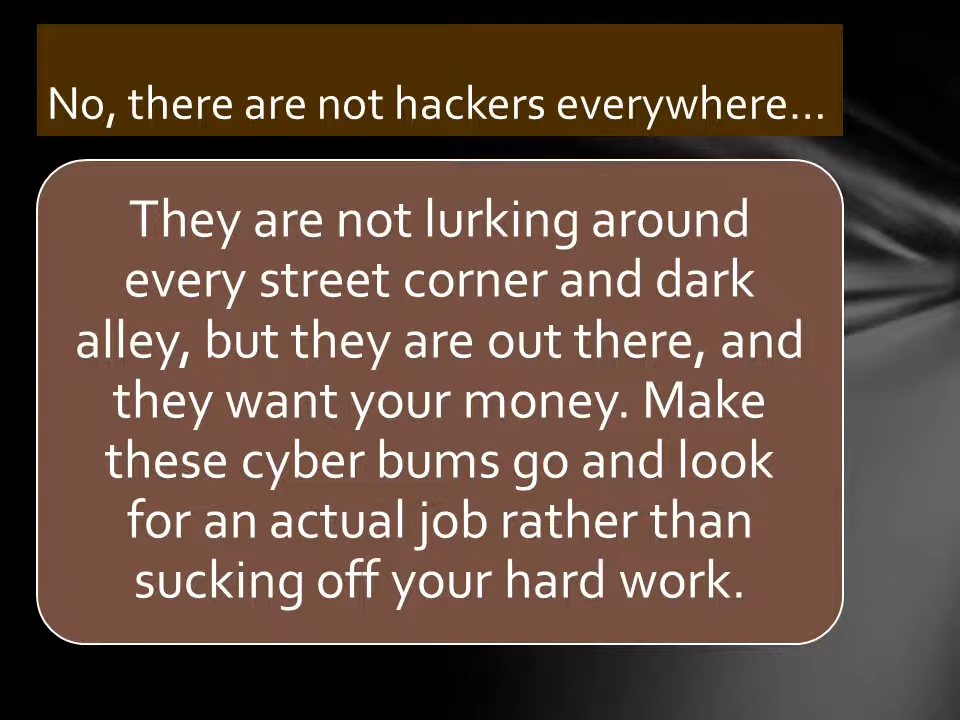 No, there are not hackers everywhere...
They are not lurking around
every street corner and dark
alley, but they are out there, and
they want your money. Make
these cyber bums go and look
for an actual job rather than
sucking off your hard work.